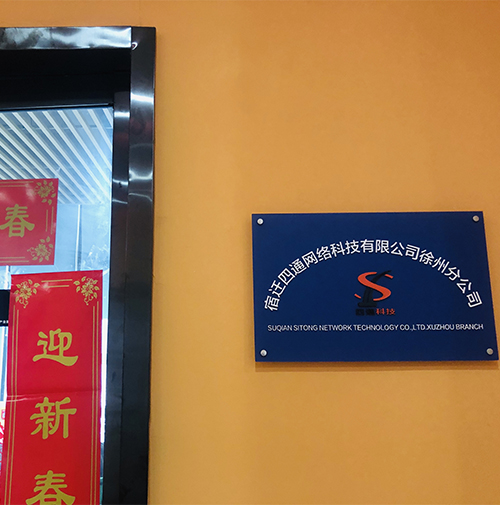 春
迎新春
宿迁四通网络科技有限公司徐州分公司
科技
SUQIAN SITONG NETWORK TECHNOLOGY CO.,LTD.XUZHOU BRANCH